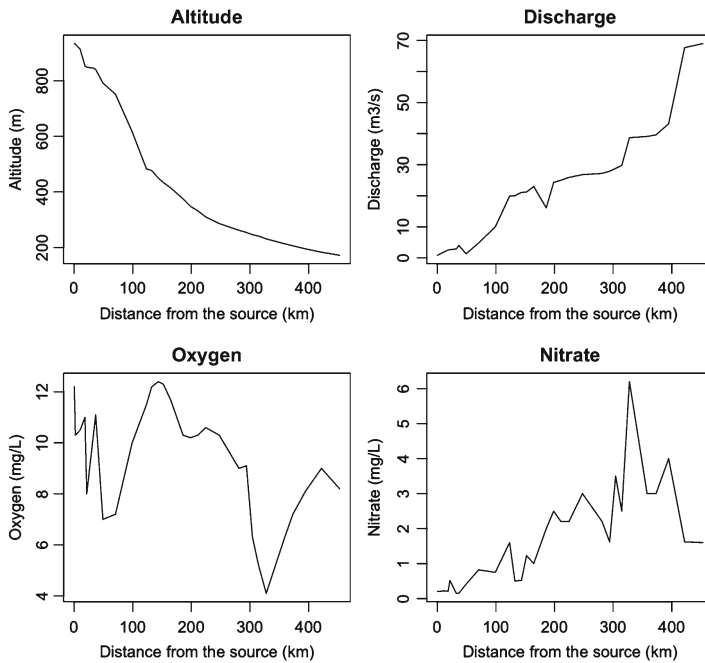 Altitude
Altitude (m)
800
600
400
200
0 100 200 300 400
Distance from the source (km)
Discharge
Discharge (m3/s)
70
50
30
10
0
0 100 200 300 400
Distance from the source (km)
Oxygen
Oxygen (mg/L)
12
10
8
6
4
0 100 200 300 400
Distance from the source (km)
Nitrate
Nitrate (mg/L)
6
5
4
3
2
1
0
0 100 200 300 400
Distance from the source (km)